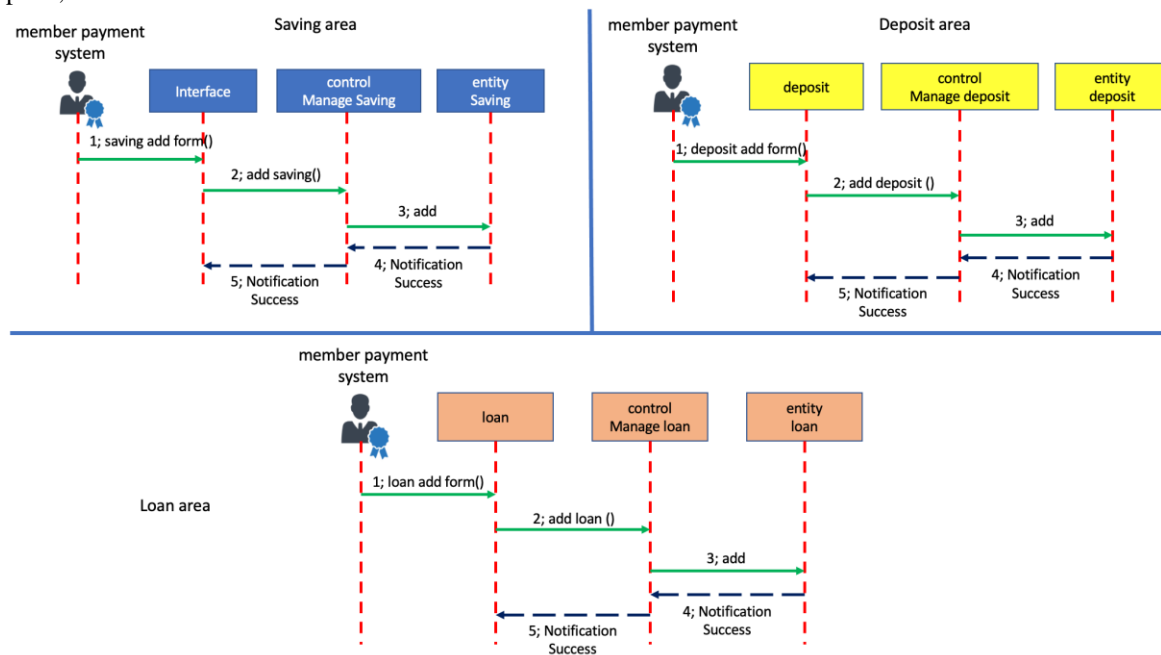 Saving area
member payment
system
Interface
control
Manage Saving
entity
Saving
1; saving add form()
2; add saving()
3; add
4; Notification
Success
5; Notification
Success
Deposit area
member payment
system
deposit
control
Manage deposit
entity
deposit
1; deposit add form()
2; add deposit ()
3; add
4; Notification
Success
5; Notification
Success
member payment
system
loan
control
Manage loan
entity
loan
1; loan add form()
Loan area
2; add loan ()
3; add
4; Notification
Success
5; Notification
Success